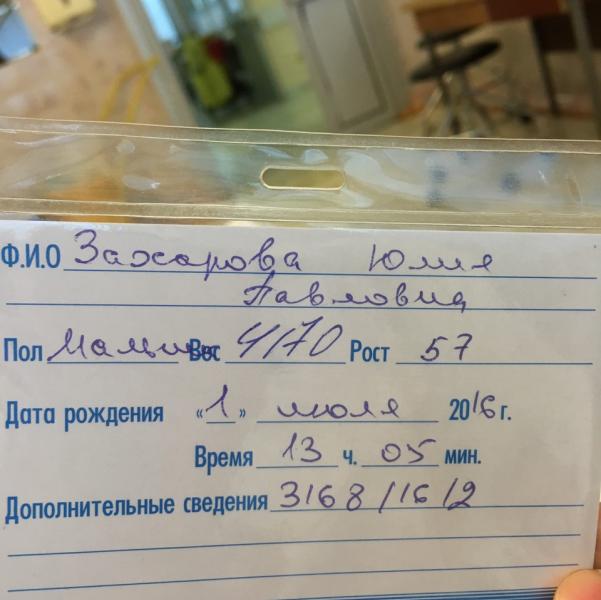 Ф.И.О Захарова Юлия
Павловна
Пол Мальчик Вес 4170 Рост 57
Дата рождения «1» июля 2016 г.
Время 13 ч. 05 мин.
Дополнительные сведения 3168/16/2